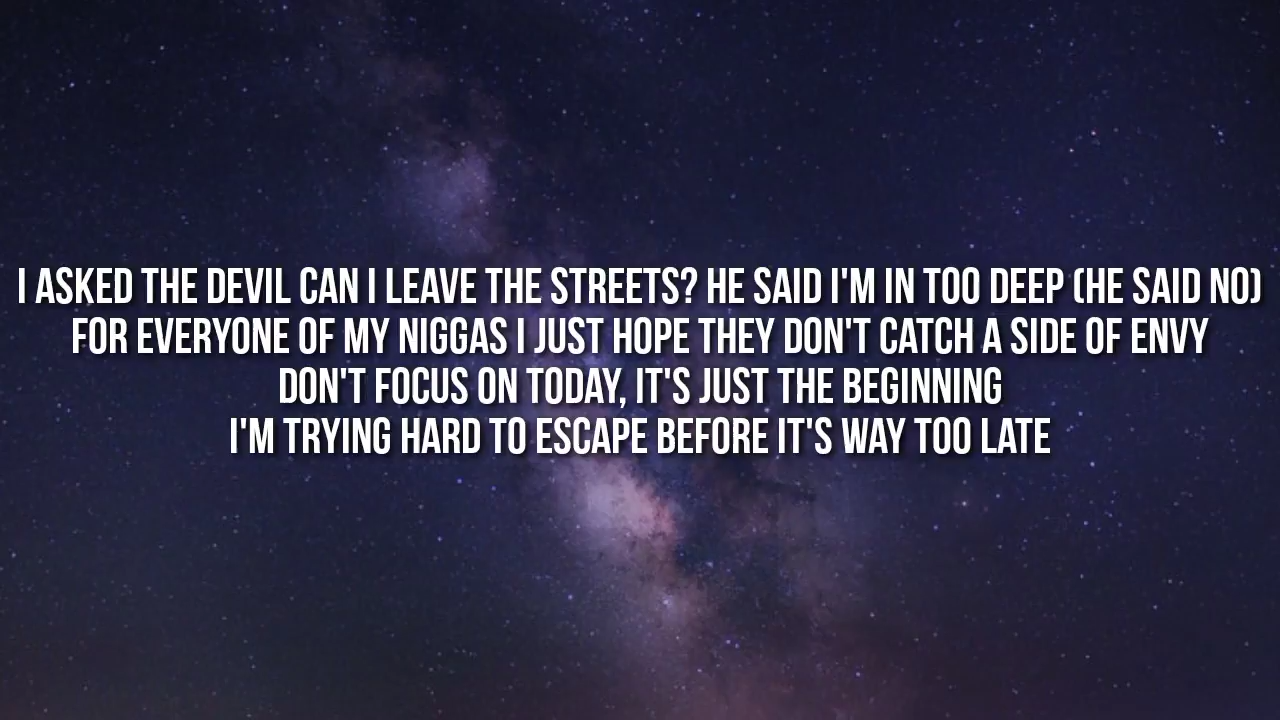 I ASKED THE DEVIL CAN I LEAVE THE STREETS? HE SAID I'M IN TOO DEEP (HE SAID NO)
FOR EVERYONE OF MY NIGGAS I JUST HOPE THEY DON'T CATCH A SIDE OF ENVY
DON'T FOCUS ON TODAY, IT'S JUST THE BEGINNING
I'M TRYING HARD TO ESCAPE BEFORE IT'S WAY TOO LATE